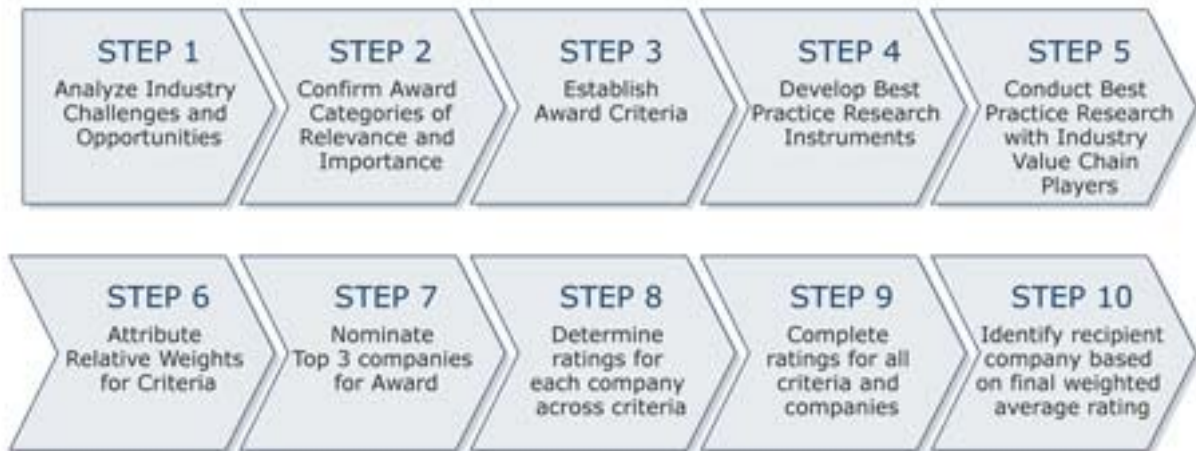 STEP 1
Analyze Industry
Challenges and
Opportunities
STEP 2
Confirm Award
Categories of
Relevance and
Importance
STEP 3
Establish
Award Criteria
STEP 4
Develop Best
Practice Research
Instruments
STEP 5
Conduct Best
Practice Research
with Industry
Value Chain
Players
STEP 6
Attribute
Relative Weights
for Criteria
STEP 7
Nominate
Top 3 companies
for Award
STEP 8
Determine
ratings for
each company
across criteria
STEP 9
Complete
ratings for all
criteria and
companies
STEP 10
Identify recipient
company based
on final weighted
average rating